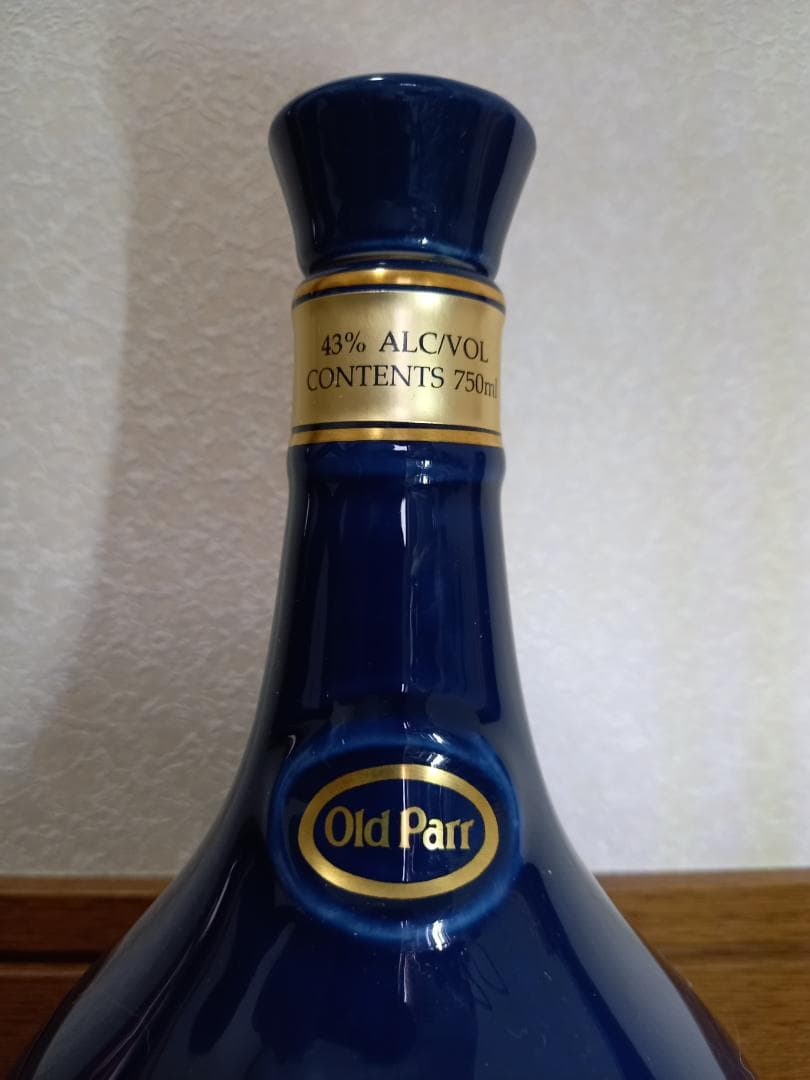 43% ALC/VOL
CONTENTS 750ml
Old Parr